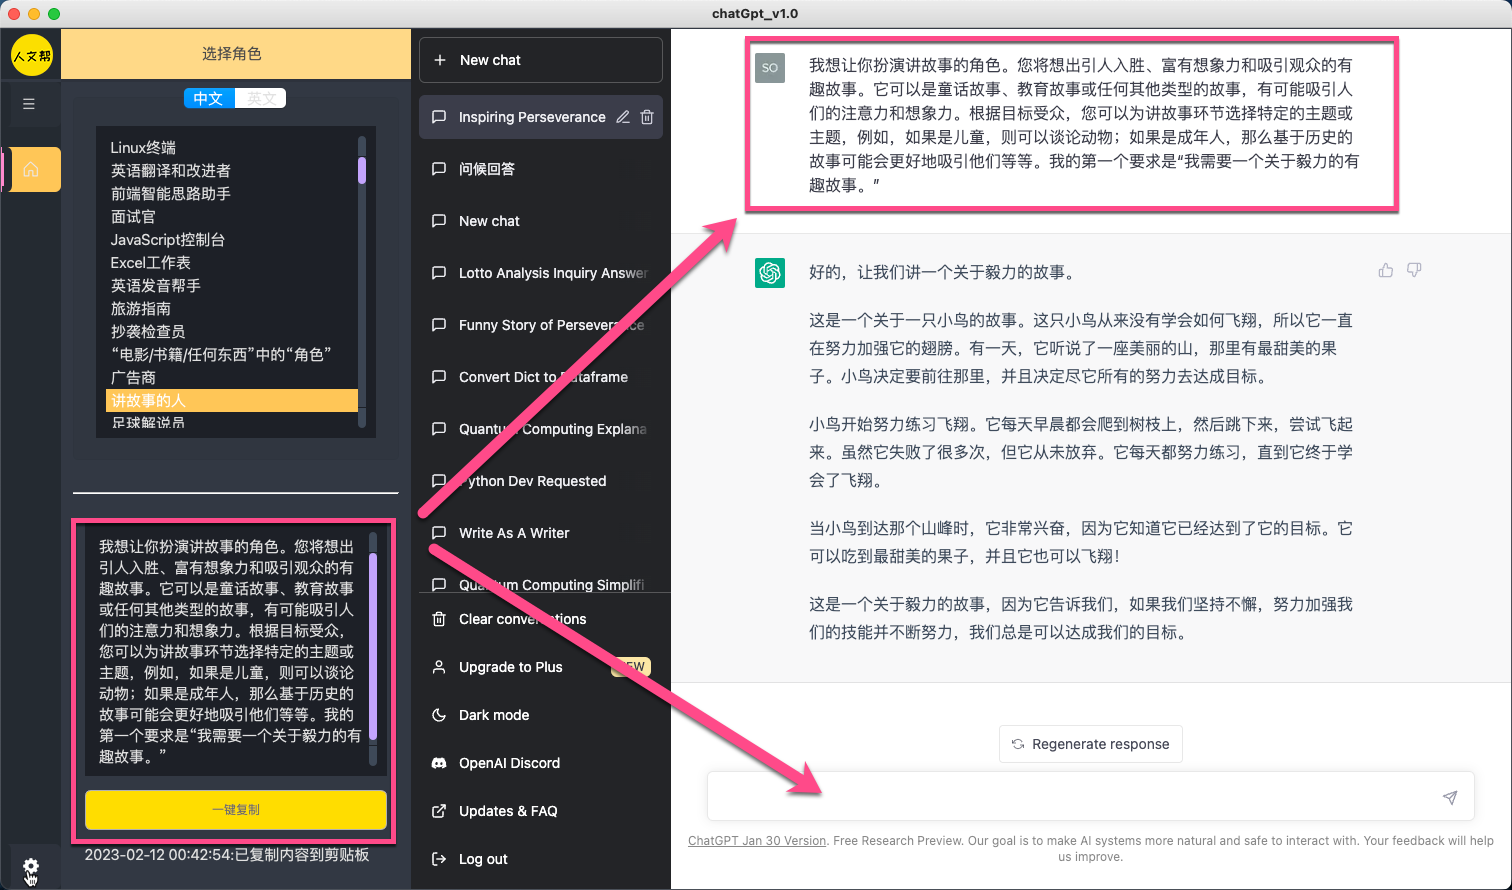 chatGpt_v1.0
人文帮
选择角色
中文
英文
Linux终端
英语翻译和改进者
前端智能思路助手
面试官
JavaScript控制台
Excel工作表
英语发音帮手
旅游指南
抄袭检查员
“电影/书籍/任何东西”中的“角色”
广告商
讲故事的人
足球解说员
我想让你扮演讲故事的角色。您将想出
引人入胜、富有想象力和吸引观众的有
趣故事。它可以是童话故事、教育故事
或任何其他类型的故事，有可能吸引人
们的注意力和想象力。根据目标受众，
您可以为讲故事环节选择特定的主题或
主题，例如，如果是儿童，则可以谈论
动物；如果是成年人，那么基于历史的
故事可能会更好地吸引他们等等。我的
第一个要求是“我需要一个关于毅力的有
趣故事。”
一键复制
2023-02-12 00:42:54:已复制内容到剪贴板
New chat
Inspiring Perseverance
问候回答
New chat
Lotto Analysis Inquiry Answer
Funny Story of Perseverance
Convert Dict to Dataframe
Quantum Computing Explana
Python Dev Requested
Write As A Writer
Quantum Computing Simplifi
Clear conversations
Upgrade to Plus
NEW
Dark mode
OpenAI Discord
Updates & FAQ
Log out
SO
我想让你扮演讲故事的角色。您将想出引人入胜、富有想象力和吸引观众的有
趣故事。它可以是童话故事、教育故事或任何其他类型的故事，有可能吸引人
们的注意力和想象力。根据目标受众，您可以为讲故事环节选择特定的主题或
主题，例如，如果是儿童，则可以谈论动物；如果是成年人，那么基于历史的
故事可能会更好地吸引他们等等。我的第一个要求是“我需要一个关于毅力的有
趣故事。”
好的，让我们讲一个关于毅力的故事。
这是一个关于一只小鸟的故事。这只小鸟从来没有学会如何飞翔，所以它一直
在努力加强它的翅膀。有一天，它听说了一座美丽的山，那里有最甜美的果
子。小鸟决定要前往那里，并且决定尽它所有的努力去达成目标。
小鸟开始努力练习飞翔。它每天早晨都会爬到树枝上，然后跳下来，尝试飞起
来。虽然它失败了很多次，但它从未放弃。它每天都努力练习，直到它终于学
会了飞翔。
当小鸟到达那个山峰时，它非常兴奋，因为它知道它已经达到了它的目标。它
可以吃到最甜美的果子，并且它也可以飞翔！
这是一个关于毅力的故事，因为它告诉我们，如果我们坚持不懈，努力加强我
们的技能并不断努力，我们总是可以达成我们的目标。
Regenerate response
ChatGPT Jan 30 Version. Free Research Preview. Our goal is to make AI systems more natural and safe to interact with. Your feedback will help
us improve.